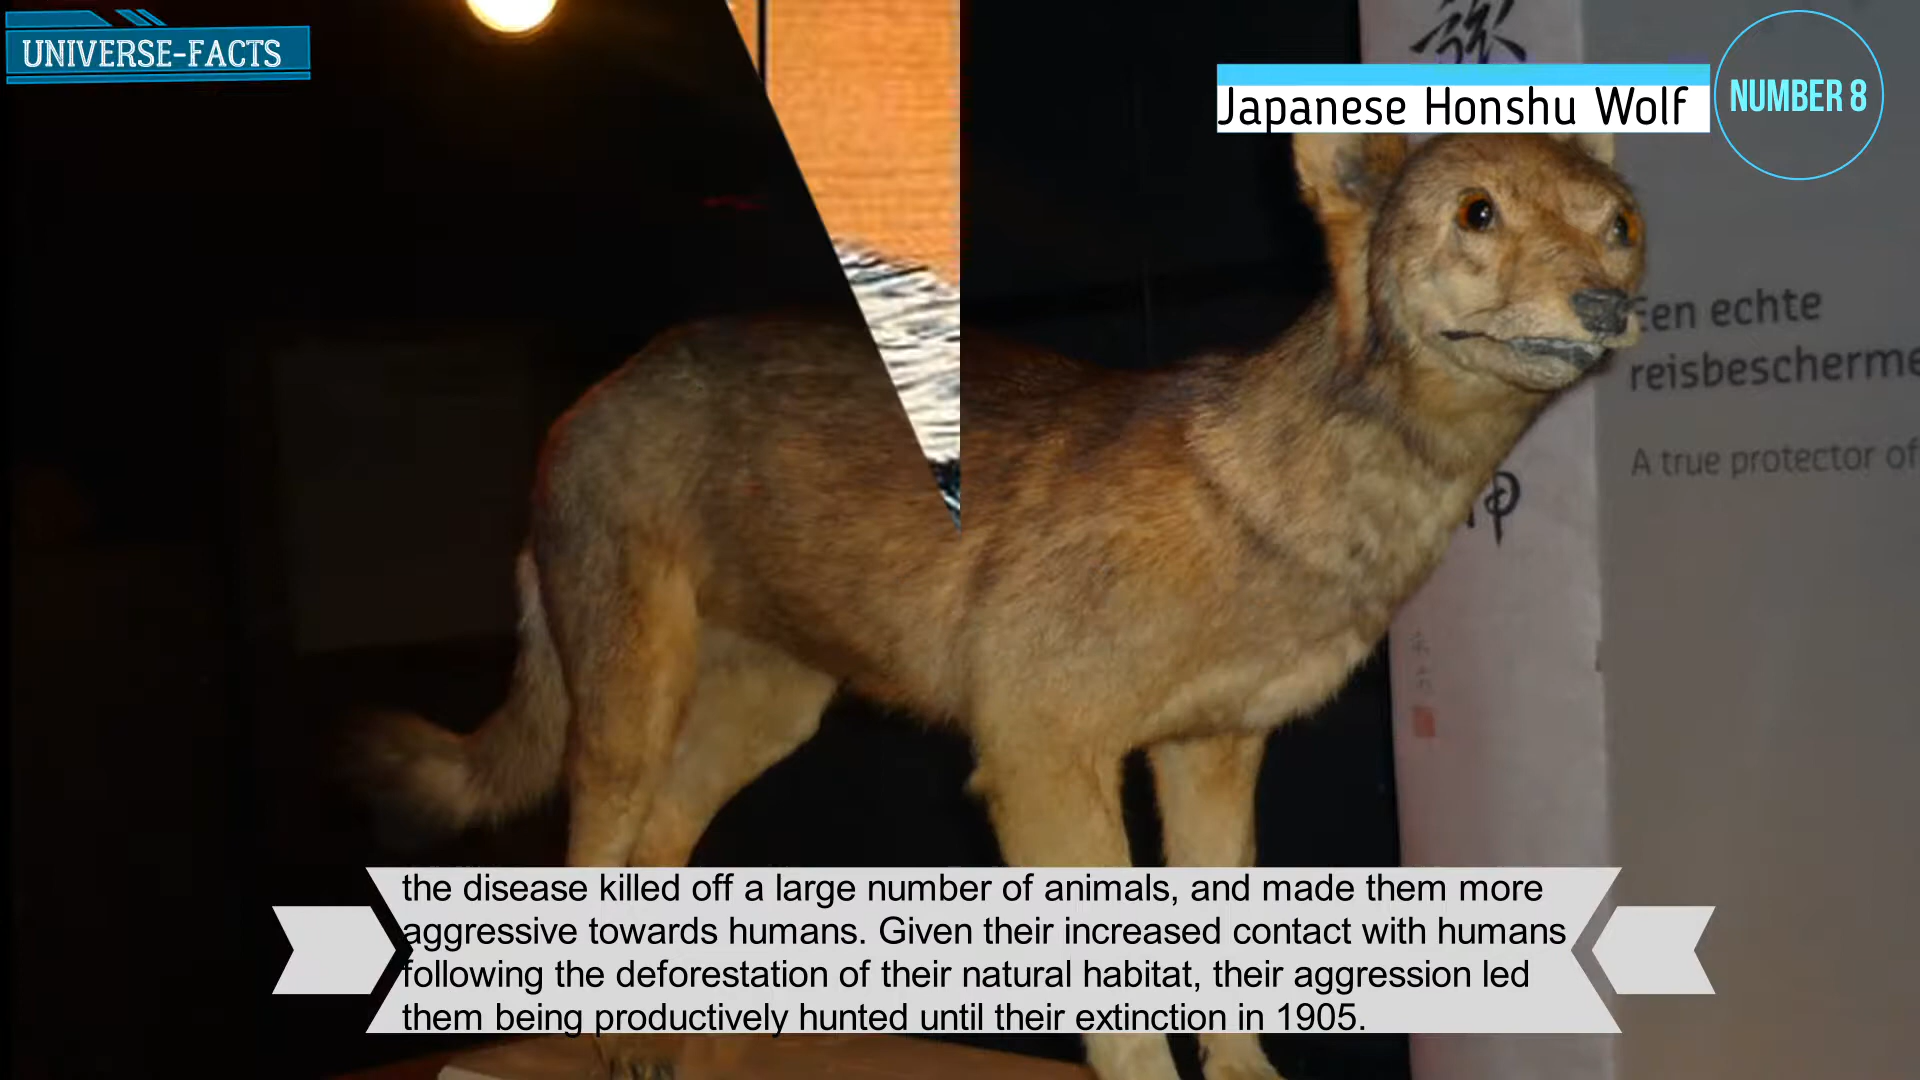 UNIVERSE-FACTS
Japanese Honshu Wolf
NUMBER 8
Een echte
reisbescherme
A true protector of
the disease killed off a large number of animals, and made them more
aggressive towards humans. Given their increased contact with humans
following the deforestation of their natural habitat, their aggression led
them being productively hunted until their extinction in 1905.